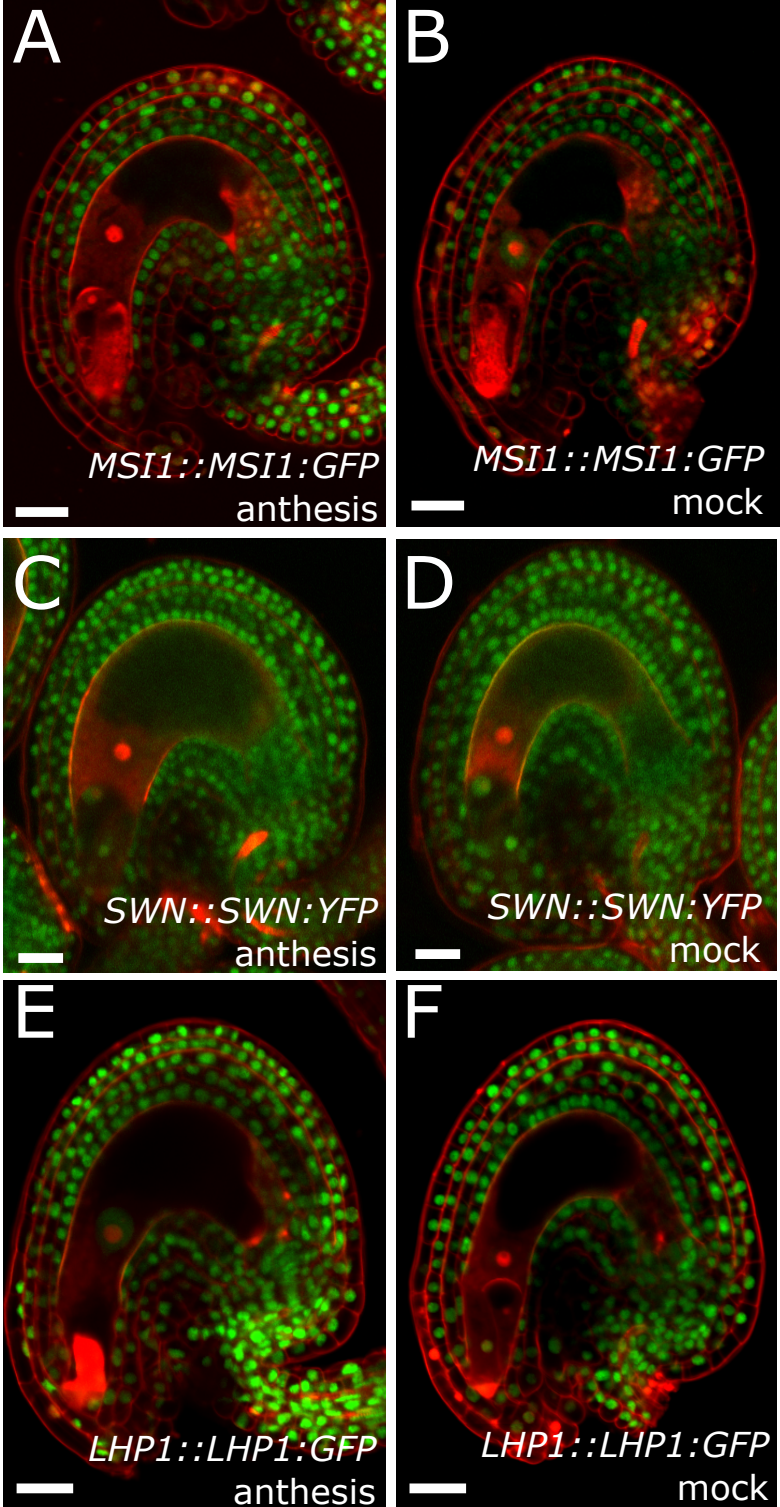 A
MSI1::MSI1:GFP
anthesis
B
MSI1::MSI1:GFP
mock
C
SWN::SWN:YFP
anthesis
D
SWN::SWN:YFP
mock
E
LHP1::LHP1:GFP
anthesis
F
LHP1::LHP1:GFP
mock